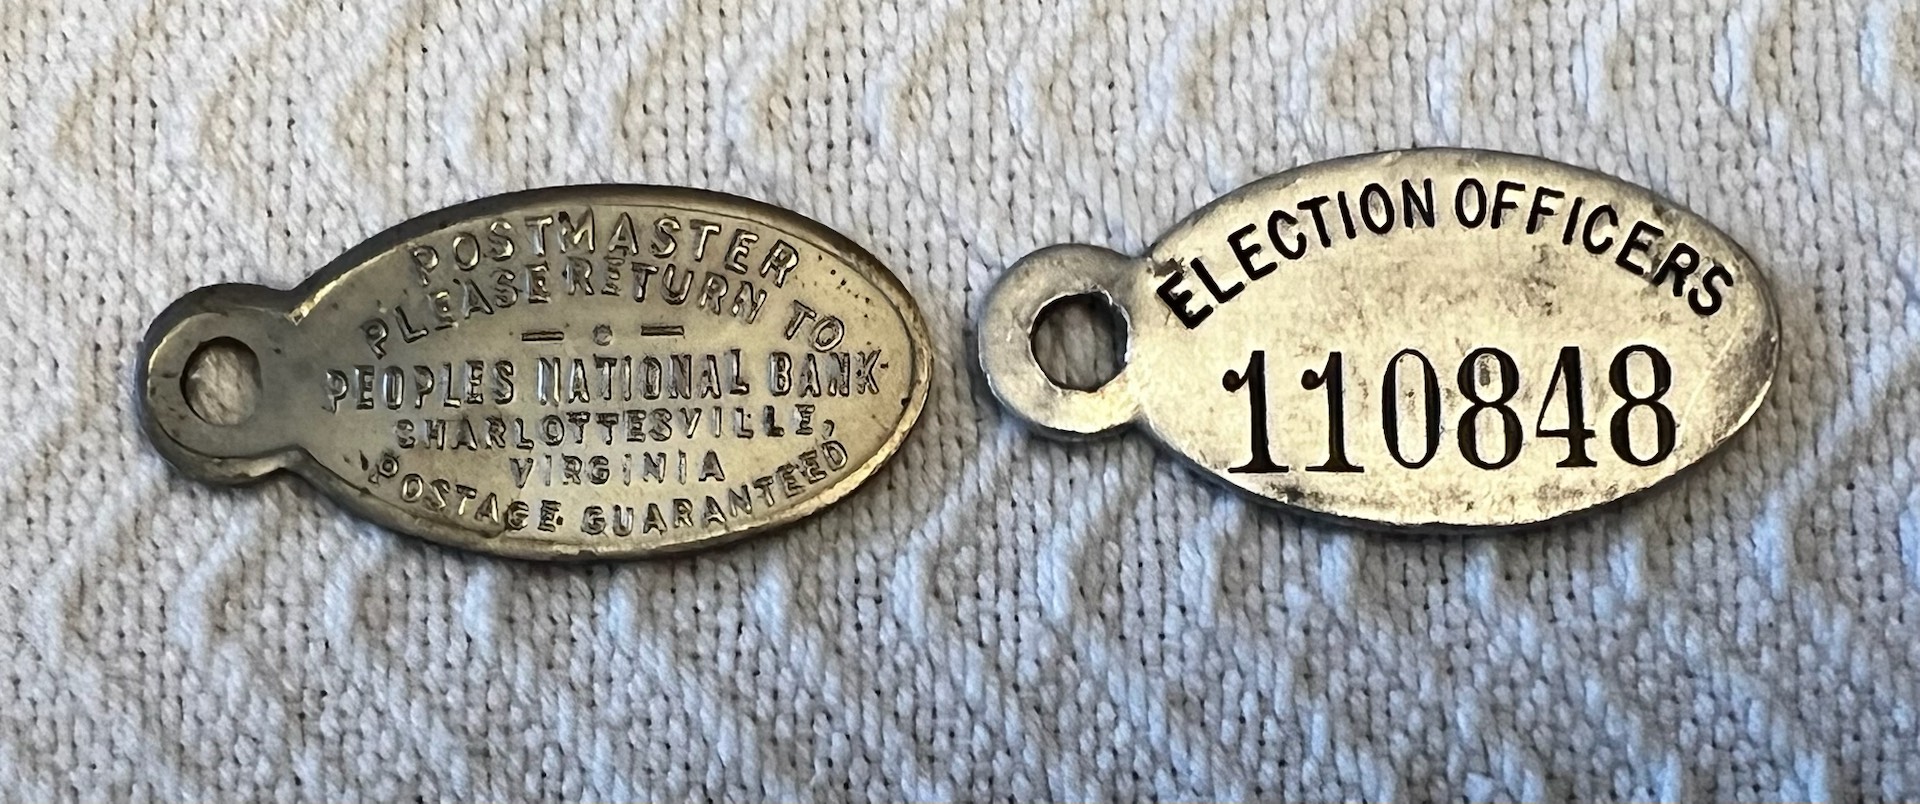 POSTMASTER
PLEASE RETURN TO
PEOPLES NATIONAL BANK
CHARLOTTESVILLE,
VIRGINIA
POSTAGE GUARANTEED
ELECTION OFFICERS
110848